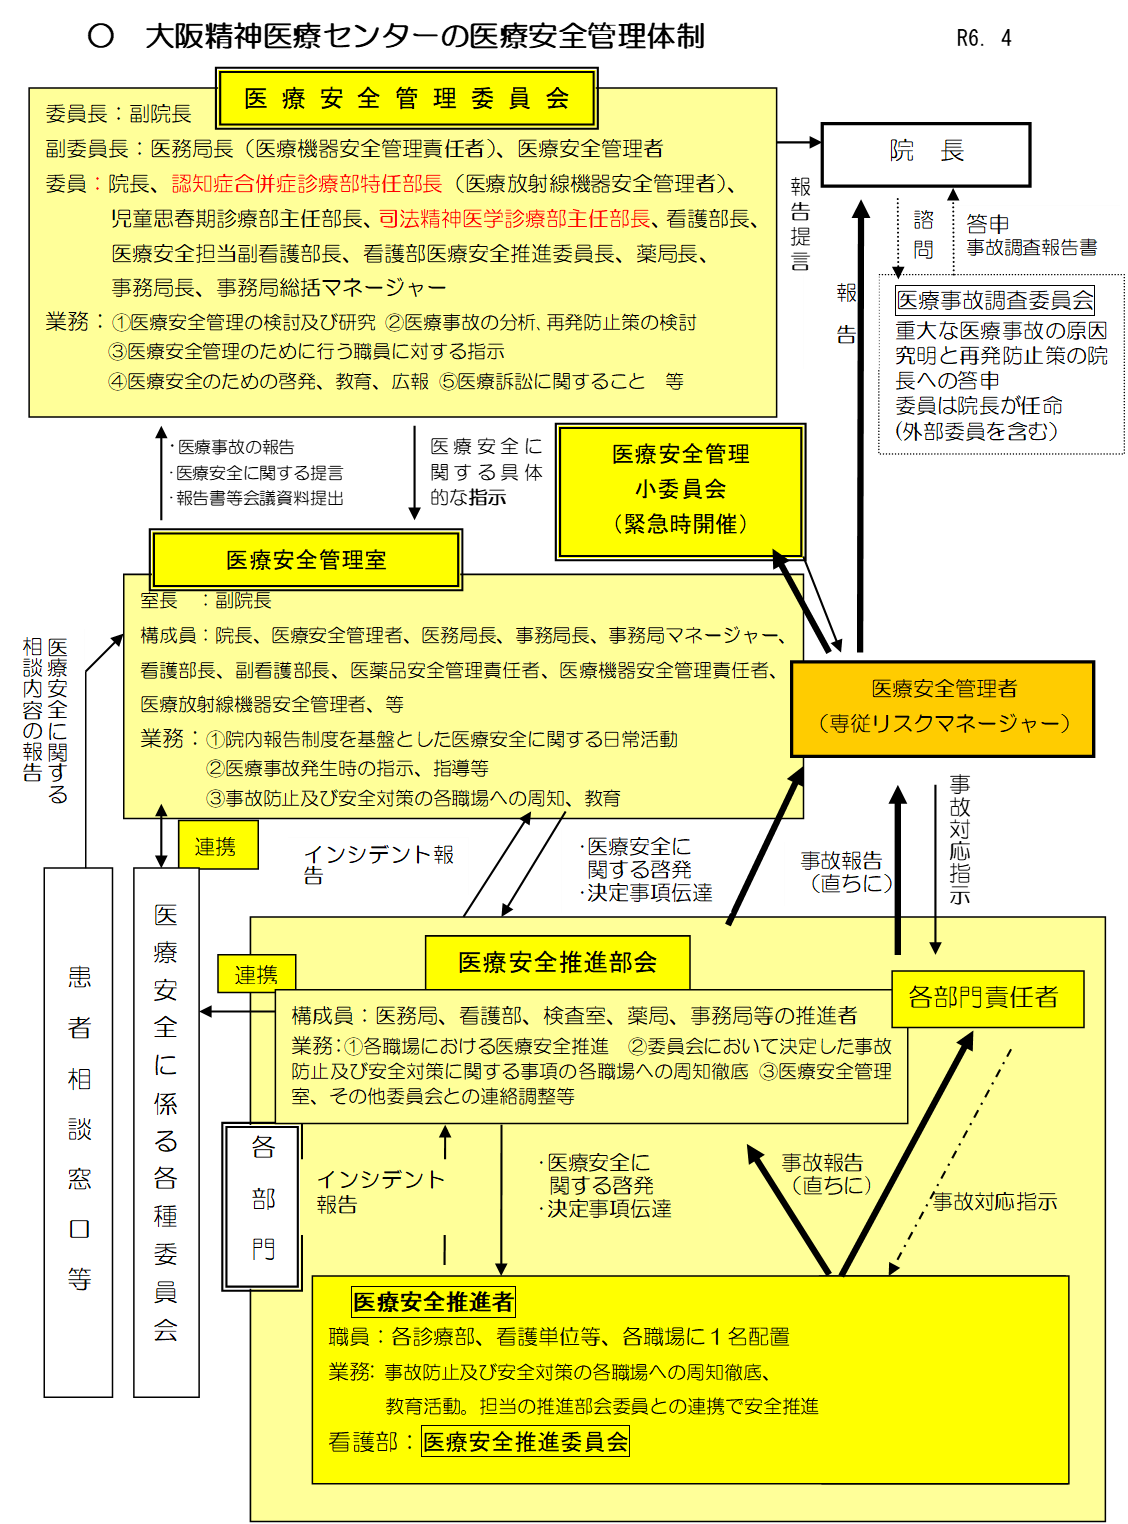 ○ 大阪精神医療センターの医療安全管理体制
R6.4
医療安全管理委員会
委員長：副院長
副委員長：医務局長（医療機器安全管理責任者）、医療安全管理者
委員：院長、認知症合併症診療部特任部長（医療放射線機器安全管理者）、
児童思春期診療部主任部長、司法精神医学診療部主任部長、看護部長、
医療安全担当副看護部長、看護部医療安全推進委員長、薬局長、
事務局長、事務局総括マネージャー
業務：①医療安全管理の検討及び研究 ②医療事故の分析、再発防止策の検討
③医療安全管理のために行う職員に対する指示
④医療安全のための啓発、教育、広報 ⑤医療訴訟に関すること　等
報告提言
院　長
報告
諮問
答申
事故調査報告書
医療事故調査委員会
重大な医療事故の原因
究明と再発防止策の院
長への答申
委員は院長が任命
(外部委員を含む)
・医療事故の報告
・医療安全に関する提言
・報告書等会議資料提出
医療安全に
関する具体
的な指示
医療安全管理
小委員会
（緊急時開催）
医療安全管理室
室長　：副院長
構成員：院長、医療安全管理者、医務局長、事務局長、事務局マネージャー、
看護部長、副看護部長、医薬品安全管理責任者、医療機器安全管理責任者、
医療放射線機器安全管理者、等
業務：①院内報告制度を基盤とした医療安全に関する日常活動
②医療事故発生時の指示、指導等
③事故防止及び安全対策の各職場への周知、教育
医療安全に関する
相談内容の報告
医療安全管理者
（専従リスクマネージャー）
連携
インシデント報
告
・医療安全に
関する啓発
・決定事項伝達
事故報告
（直ちに）
事故対応指示
患者相談窓口等
医療安全に係る各種委員会
連携
医療安全推進部会
各部門責任者
構成員：医務局、看護部、検査室、薬局、事務局等の推進者
業務：①各職場における医療安全推進　②委員会において決定した事故
防止及び安全対策に関する事項の各職場への周知徹底 ③医療安全管理
室、その他委員会との連絡調整等
各部門
インシデント
報告
・医療安全に
関する啓発
・決定事項伝達
事故報告
（直ちに）
事故対応指示
医療安全推進者
職員：各診療部、看護単位等、各職場に１名配置
業務：事故防止及び安全対策の各職場への周知徹底、
教育活動。担当の推進部会委員との連携で安全推進
看護部：医療安全推進委員会